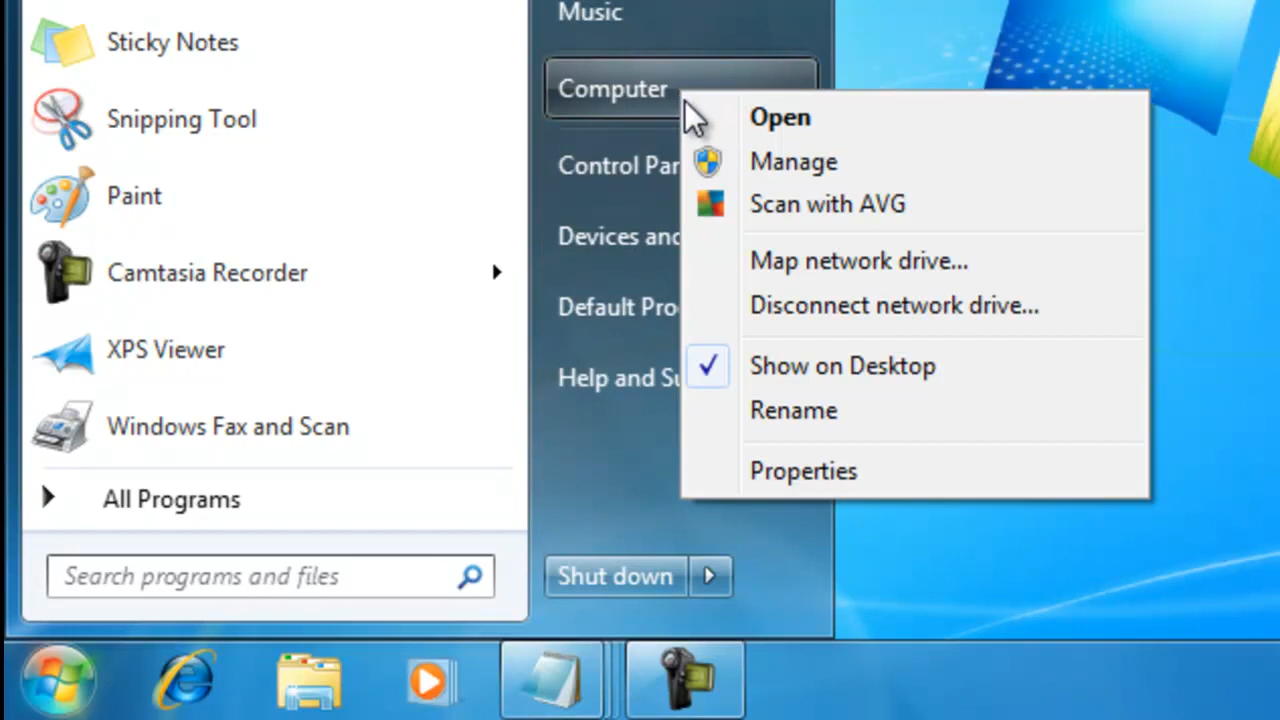 Sticky Notes
Snipping Tool
Paint
Camtasia Recorder
XPS Viewer
Windows Fax and Scan
All Programs
Search programs and files
Music
Computer
Control Par
Devices and
Default Pro
Help and Su
Shut down
Open
Manage
Scan with AVG
Map network drive...
Disconnect network drive...
Show on Desktop
Rename
Properties